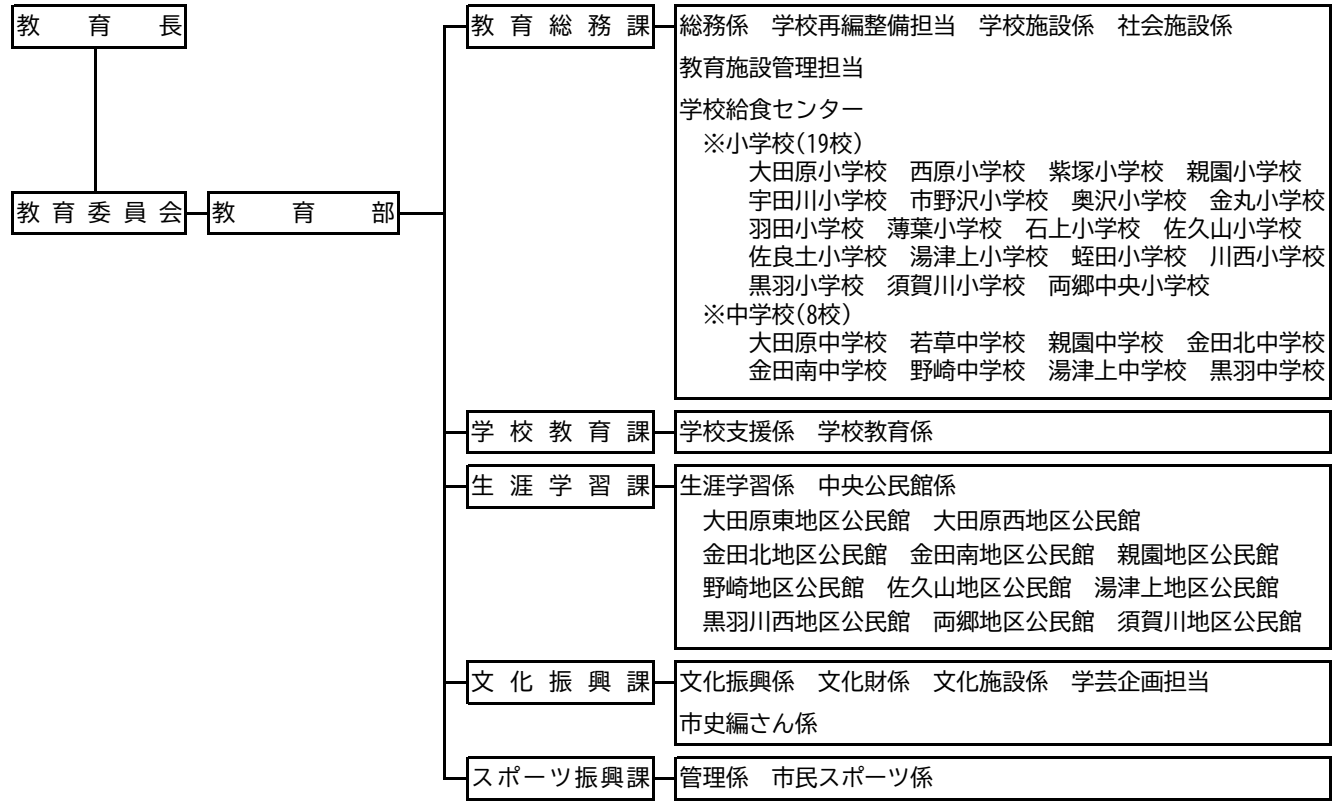 教育長
教育委員会
教育部
教育総務課
総務係　学校再編整備担当　学校施設係　社会施設係
教育施設管理担当
学校給食センター
※小学校(19校)
大田原小学校　西原小学校　紫塚小学校　親園小学校
宇田川小学校　市野沢小学校　奥沢小学校　金丸小学校
羽田小学校　薄葉小学校　石上小学校　佐久山小学校
佐良土小学校　湯津上小学校　蛭田小学校　川西小学校
黒羽小学校　須賀川小学校　両郷中央小学校
※中学校(8校)
大田原中学校　若草中学校　親園中学校　金田北中学校
金田南中学校　野崎中学校　湯津上中学校　黒羽中学校
学校教育課
学校支援係　学校教育係
生涯学習課
生涯学習係　中央公民館係
大田原東地区公民館　大田原西地区公民館
金田北地区公民館　金田南地区公民館　親園地区公民館
野崎地区公民館　佐久山地区公民館　湯津上地区公民館
黒羽川西地区公民館　両郷地区公民館　須賀川地区公民館
文化振興課
文化振興係　文化財係　文化施設係　学芸企画担当
市史編さん係
スポーツ振興課
管理係　市民スポーツ係